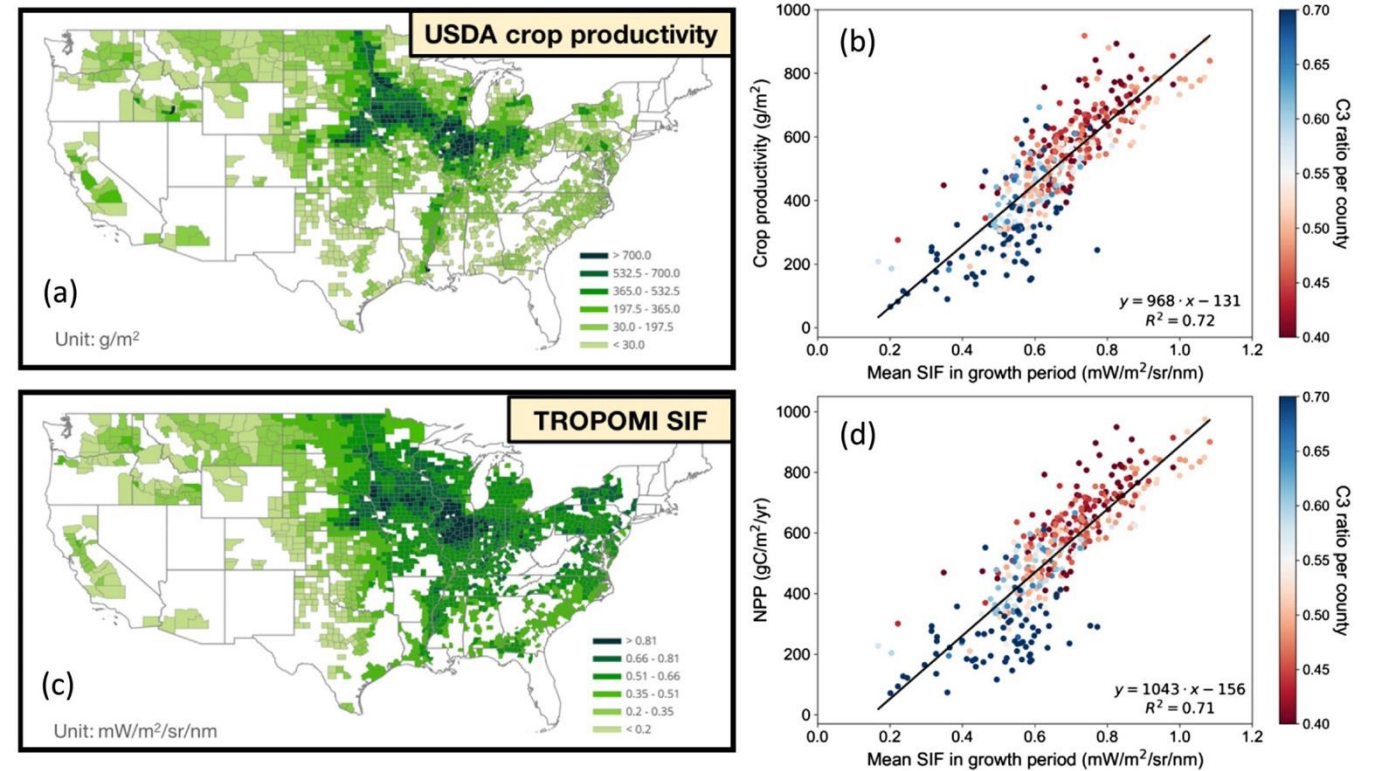 USDA crop productivity
(a)
> 700.0
532.5 - 700.0
365.0 - 532.5
197.5 - 365.0
30.0 - 197.5
< 30.0
Unit: g/m²
(b)
1000
800
600
400
200
0
Crop productivity (g/m²)
0.0 0.2 0.4 0.6 0.8 1.0 1.2
Mean SIF in growth period (mW/m²/sr/nm)
y = 968 · x − 131
R² = 0.72
0.70
0.65
0.60
0.55
0.50
0.45
0.40
C3 ratio per county
TROPOMI SIF
(c)
> 0.81
0.66 - 0.81
0.51 - 0.66
0.35 - 0.51
0.2 - 0.35
< 0.2
Unit: mW/m²/sr/nm
(d)
1000
800
600
400
200
0
NPP (gC/m²/yr)
0.0 0.2 0.4 0.6 0.8 1.0 1.2
Mean SIF in growth period (mW/m²/sr/nm)
y = 1043 · x − 156
R² = 0.71
0.70
0.65
0.60
0.55
0.50
0.45
0.40
C3 ratio per county